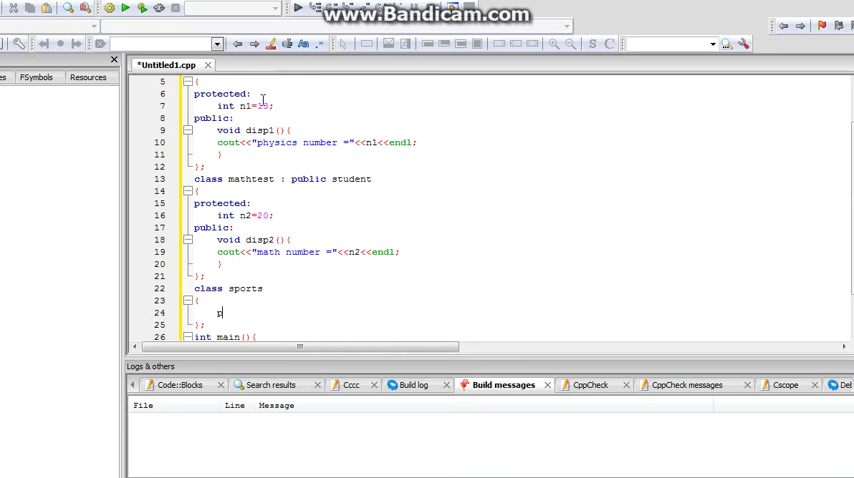 www.Bandicam.com
*Untitled1.cpp
es FSymbols Resources
5 {
6 protected:
7 int n1=15;
8 public:
9 void disp1(){
10 cout<<"physics number ="<<n1<<endl;
11 }
12 };
13 class mathtest : public student
14 {
15 protected:
16 int n2=20;
17 public:
18 void disp2(){
19 cout<<"math number ="<<n2<<endl;
20 }
21 };
22 class sports
23 {
24 p
25 };
26 int main(){
Logs & others
Code::Blocks Search results Cccc Build log Build messages CppCheck CppCheck messages Cscope Del
File Line Message